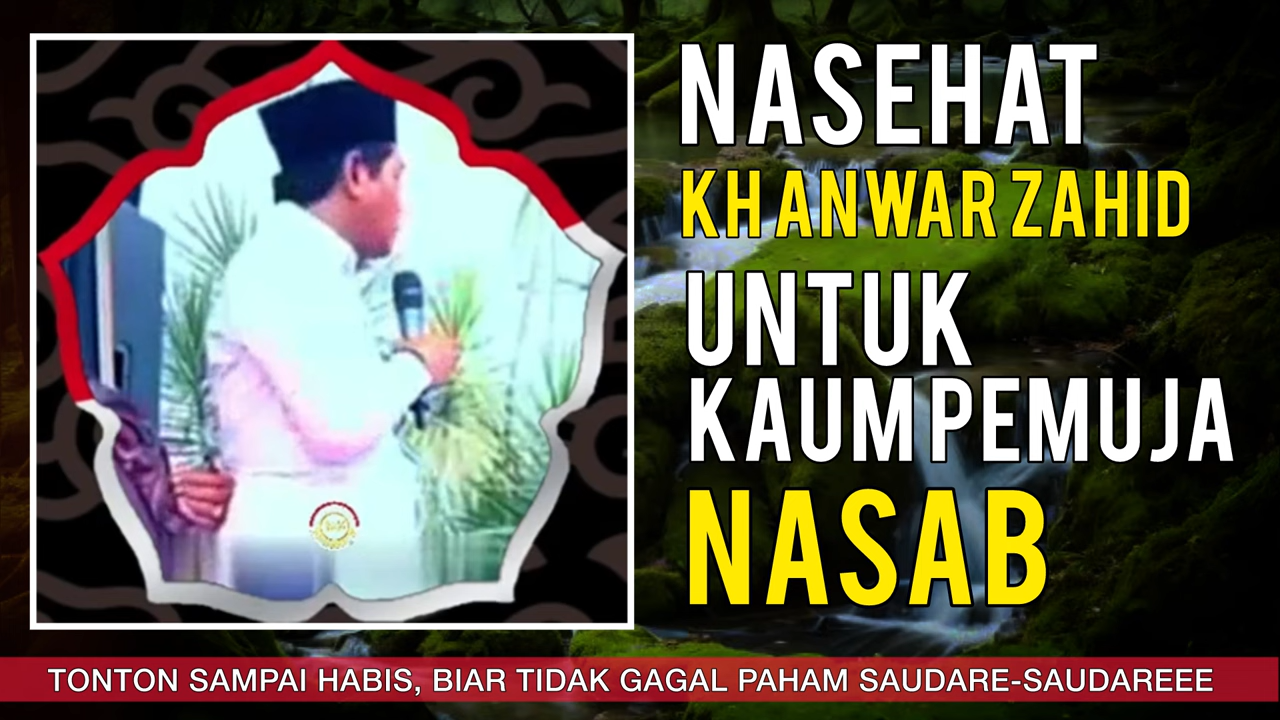 NASEHAT
KH ANWAR ZAHID
UNTUK
KAUM PEMUJA
NASAB
TONTON SAMPAI HABIS, BIAR TIDAK GAGAL PAHAM SAUDARE-SAUDAREEE